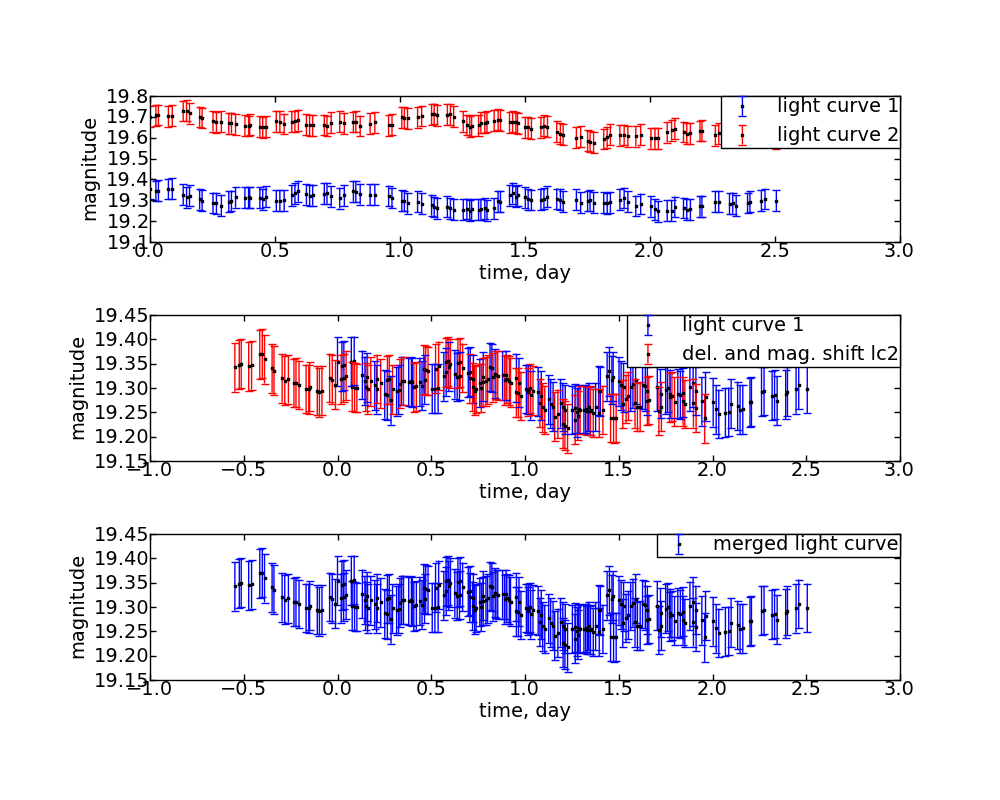 19.8
19.7
19.6
19.5
19.4
19.3
19.2
19.1
magnitude
light curve 1
light curve 2
0.0 0.5 1.0 1.5 2.0 2.5 3.0
time, day
19.45
19.40
19.35
19.30
19.25
19.20
19.15
magnitude
light curve 1
del. and mag. shift lc2
−1.0 −0.5 0.0 0.5 1.0 1.5 2.0 2.5 3.0
time, day
19.45
19.40
19.35
19.30
19.25
19.20
19.15
magnitude
merged light curve
−1.0 −0.5 0.0 0.5 1.0 1.5 2.0 2.5 3.0
time, day